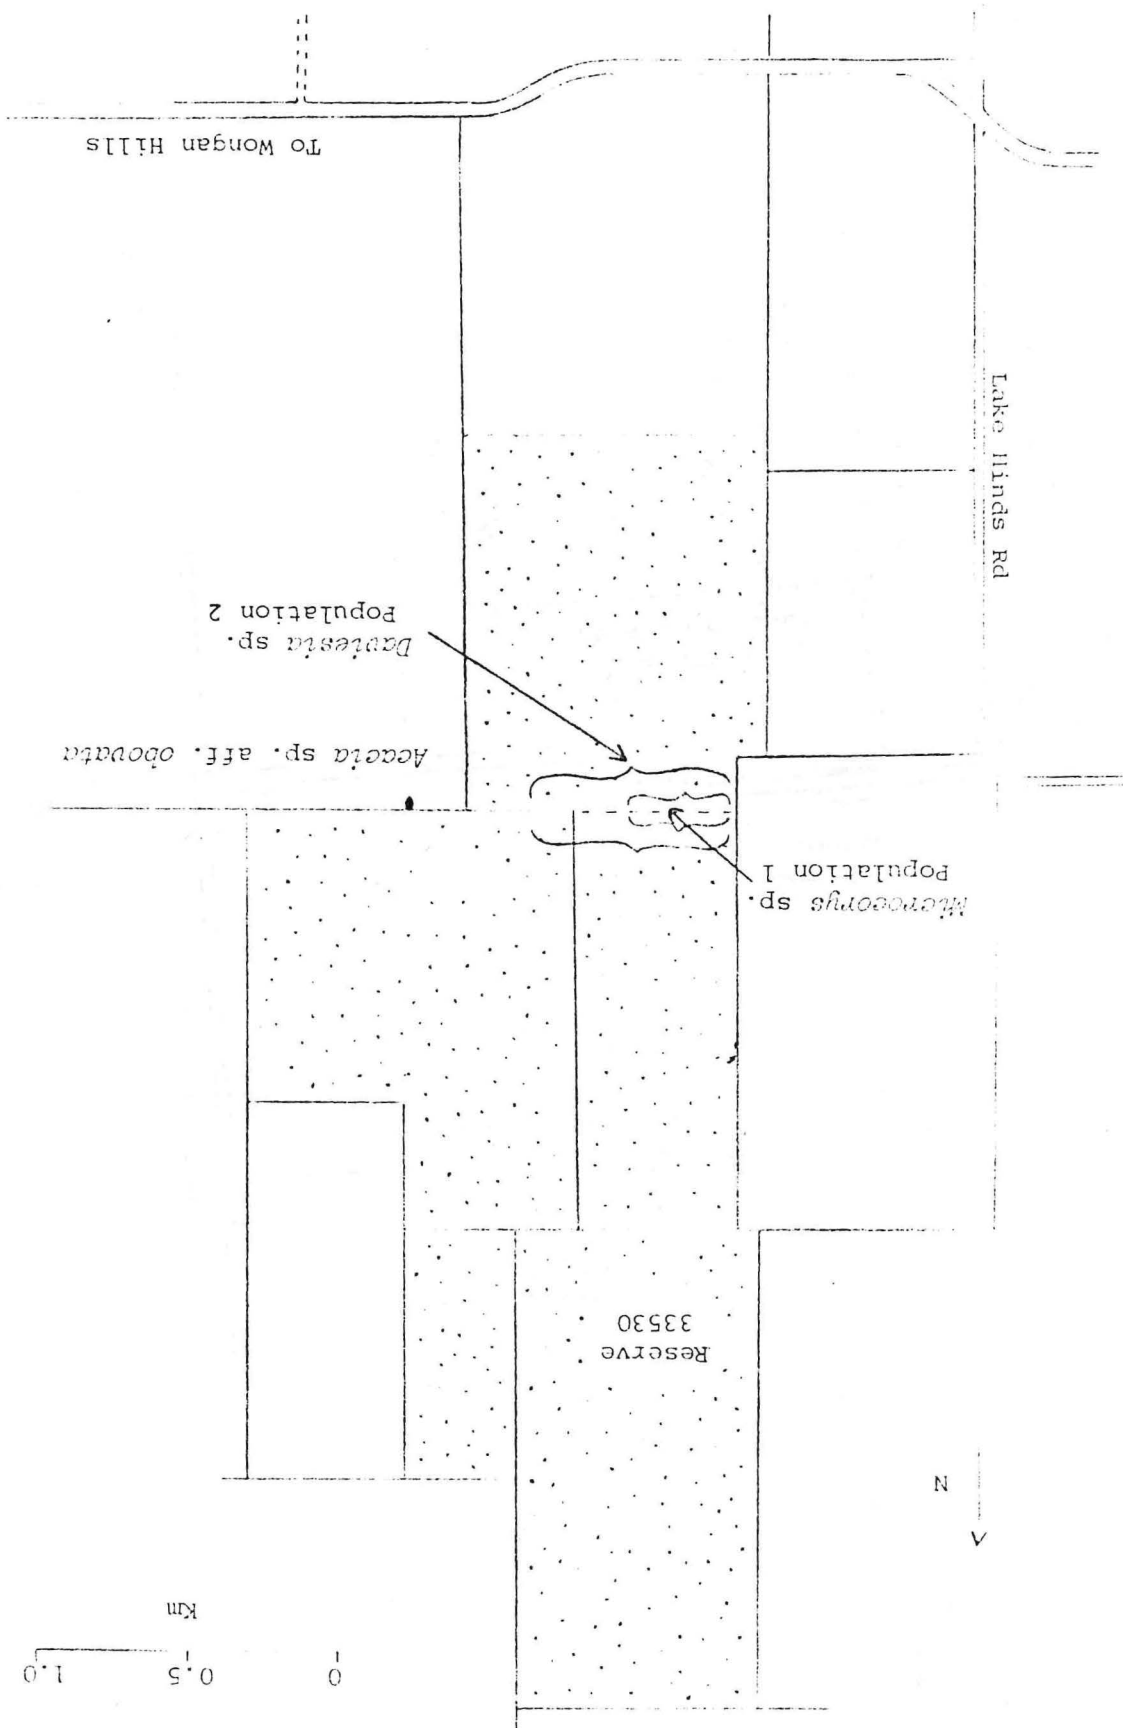 0 0.5 1.0
Km
N
Reserve
33530
Microcorys sp.
Population 1
Acacia sp. aff. obovata
Daviesia sp.
Population 2
Lake Hinds Rd
To Wongan Hills